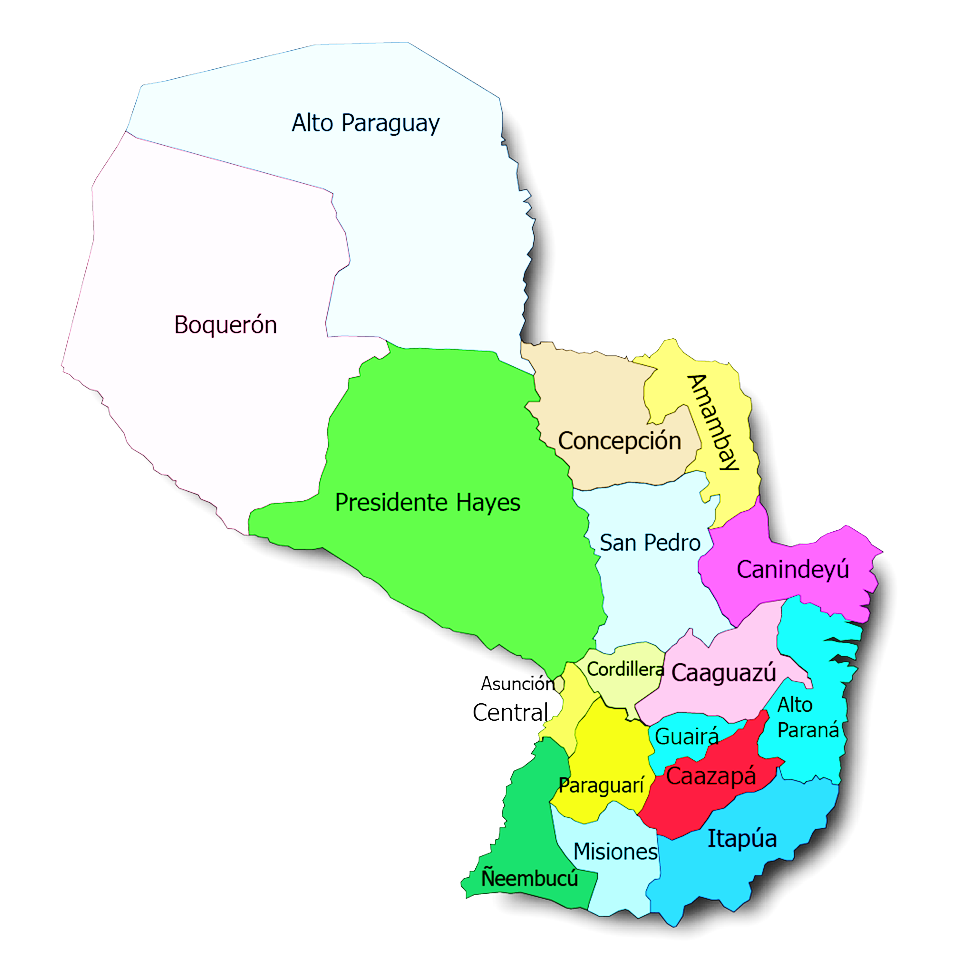 Alto Paraguay
Boquerón
Amambay
Concepción
Presidente Hayes
San Pedro
Canindeyú
Cordillera
Caaguazú
Asunción
Central
Alto
Paraná
Guairá
Caazapá
Paraguarí
Itapúa
Misiones
Ñeembucú